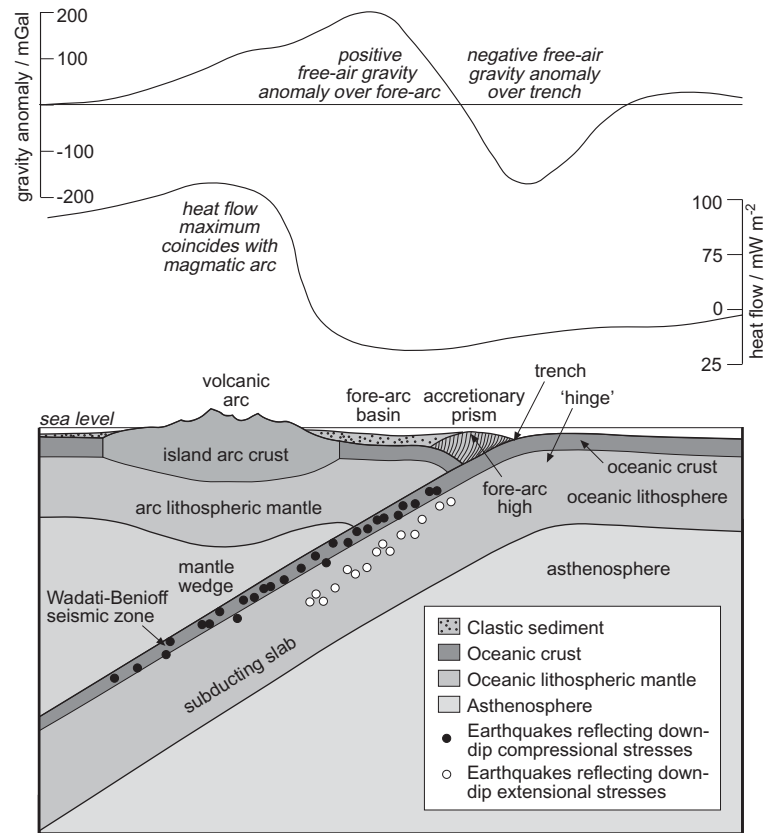 200
100
-100
-200
gravity anomaly / mGal
positive
free-air gravity
anomaly over fore-arc
negative free-air
gravity anomaly
over trench
heat flow
maximum
coincides with
magmatic arc
100
75
0
25
heat flow / mW m-2
sea level
volcanic
arc
fore-arc
basin
accretionary
prism
trench
'hinge'
island arc crust
oceanic crust
fore-arc
high
oceanic lithosphere
arc lithospheric mantle
mantle
wedge
asthenosphere
Wadati-Benioff
seismic zone
subducting slab
Clastic sediment
Oceanic crust
Oceanic lithospheric mantle
Asthenosphere
Earthquakes reflecting down-
dip compressional stresses
Earthquakes reflecting down-
dip extensional stresses